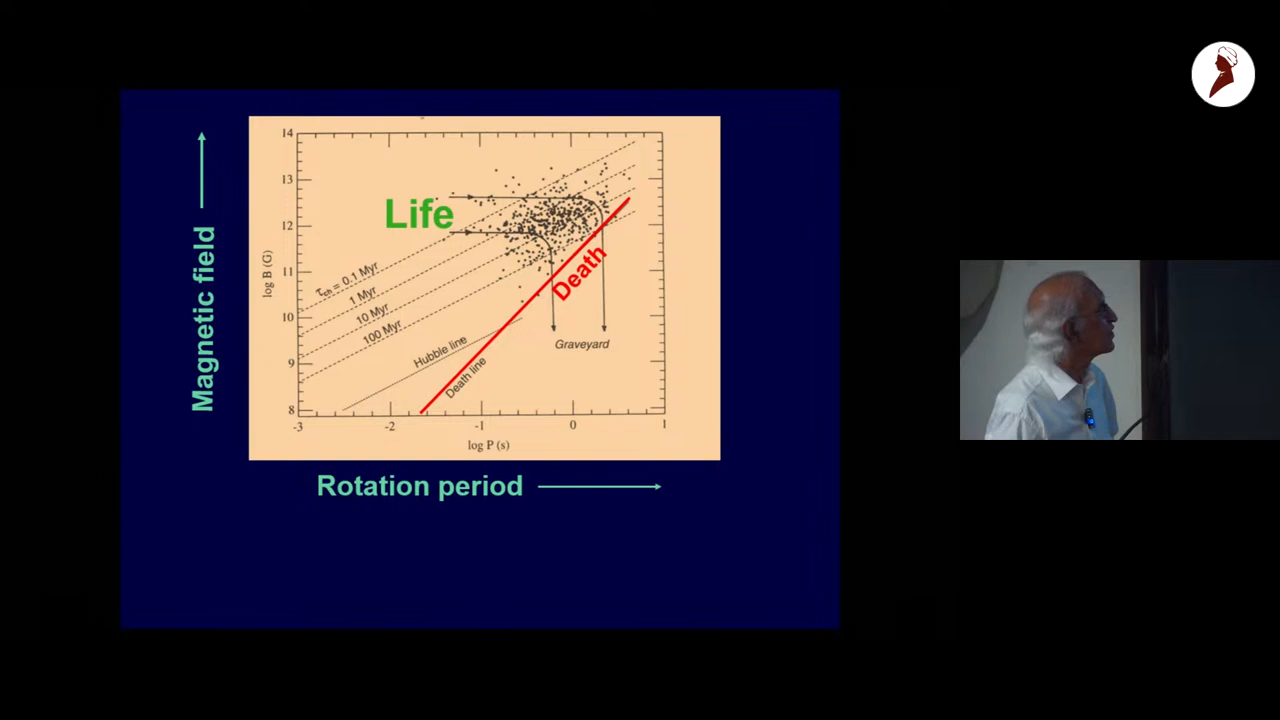 14
13
12
11
10
9
8
log B (G)
Magnetic field
Life
Death
τch = 0.1 Myr
1 Myr
10 Myr
100 Myr
Hubble line
Death line
Graveyard
-3
-2
-1
0
1
log P (s)
Rotation period